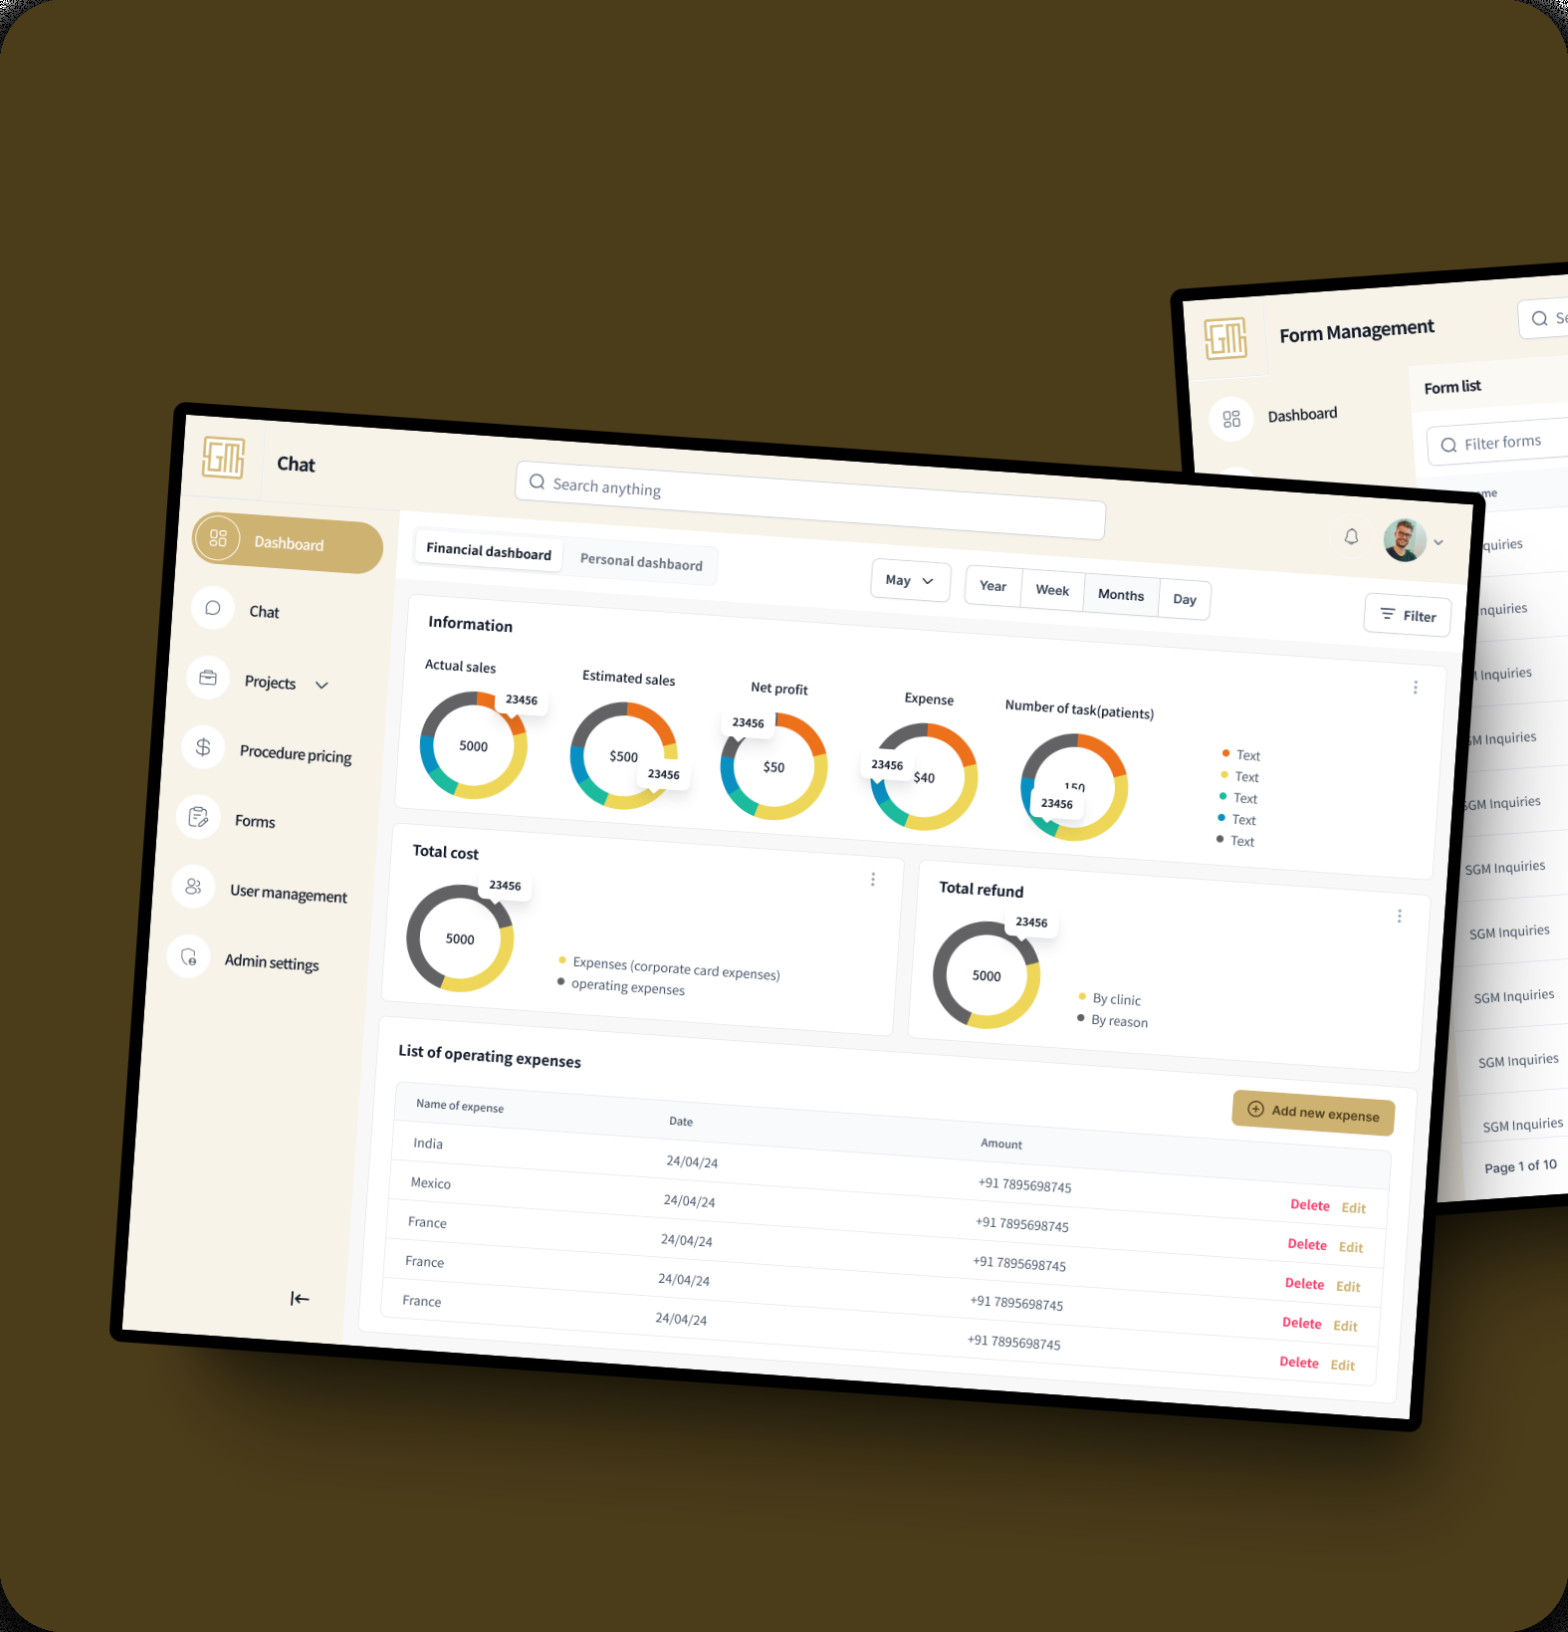 SGM
Form Management
Form list
Dashboard
Filter forms
SGM
Chat
Search anything
Dashboard
Chat
Projects
Procedure pricing
Forms
User management
Admin settings
Financial dashboard
Personal dashbaord
May
Year
Week
Months
Day
Filter
Information
Actual sales
23456
5000
Estimated sales
$500
23456
Net profit
23456
$50
Expense
23456
$40
Number of task(patients)
150
23456
Text
Text
Text
Text
Text
Total cost
23456
5000
Expenses (corporate card expenses)
operating expenses
Total refund
23456
5000
By clinic
By reason
List of operating expenses
Add new expense
Name of expense Date Amount
India 24/04/24 +91 7895698745 Delete Edit
Mexico 24/04/24 +91 7895698745 Delete Edit
France 24/04/24 +91 7895698745 Delete Edit
France 24/04/24 +91 7895698745 Delete Edit
France 24/04/24 +91 7895698745 Delete Edit
Inquiries
Inquiries
Inquiries
SGM Inquiries
SGM Inquiries
SGM Inquiries
SGM Inquiries
SGM Inquiries
SGM Inquiries
SGM Inquiries
Page 1 of 10